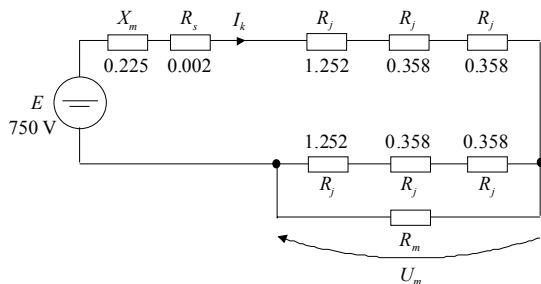 X_m R_s I_k R_j R_j R_j
0.225 0.002 1.252 0.358 0.358
E
750 V
1.252 0.358 0.358
R_j R_j R_j
R_m
U_m